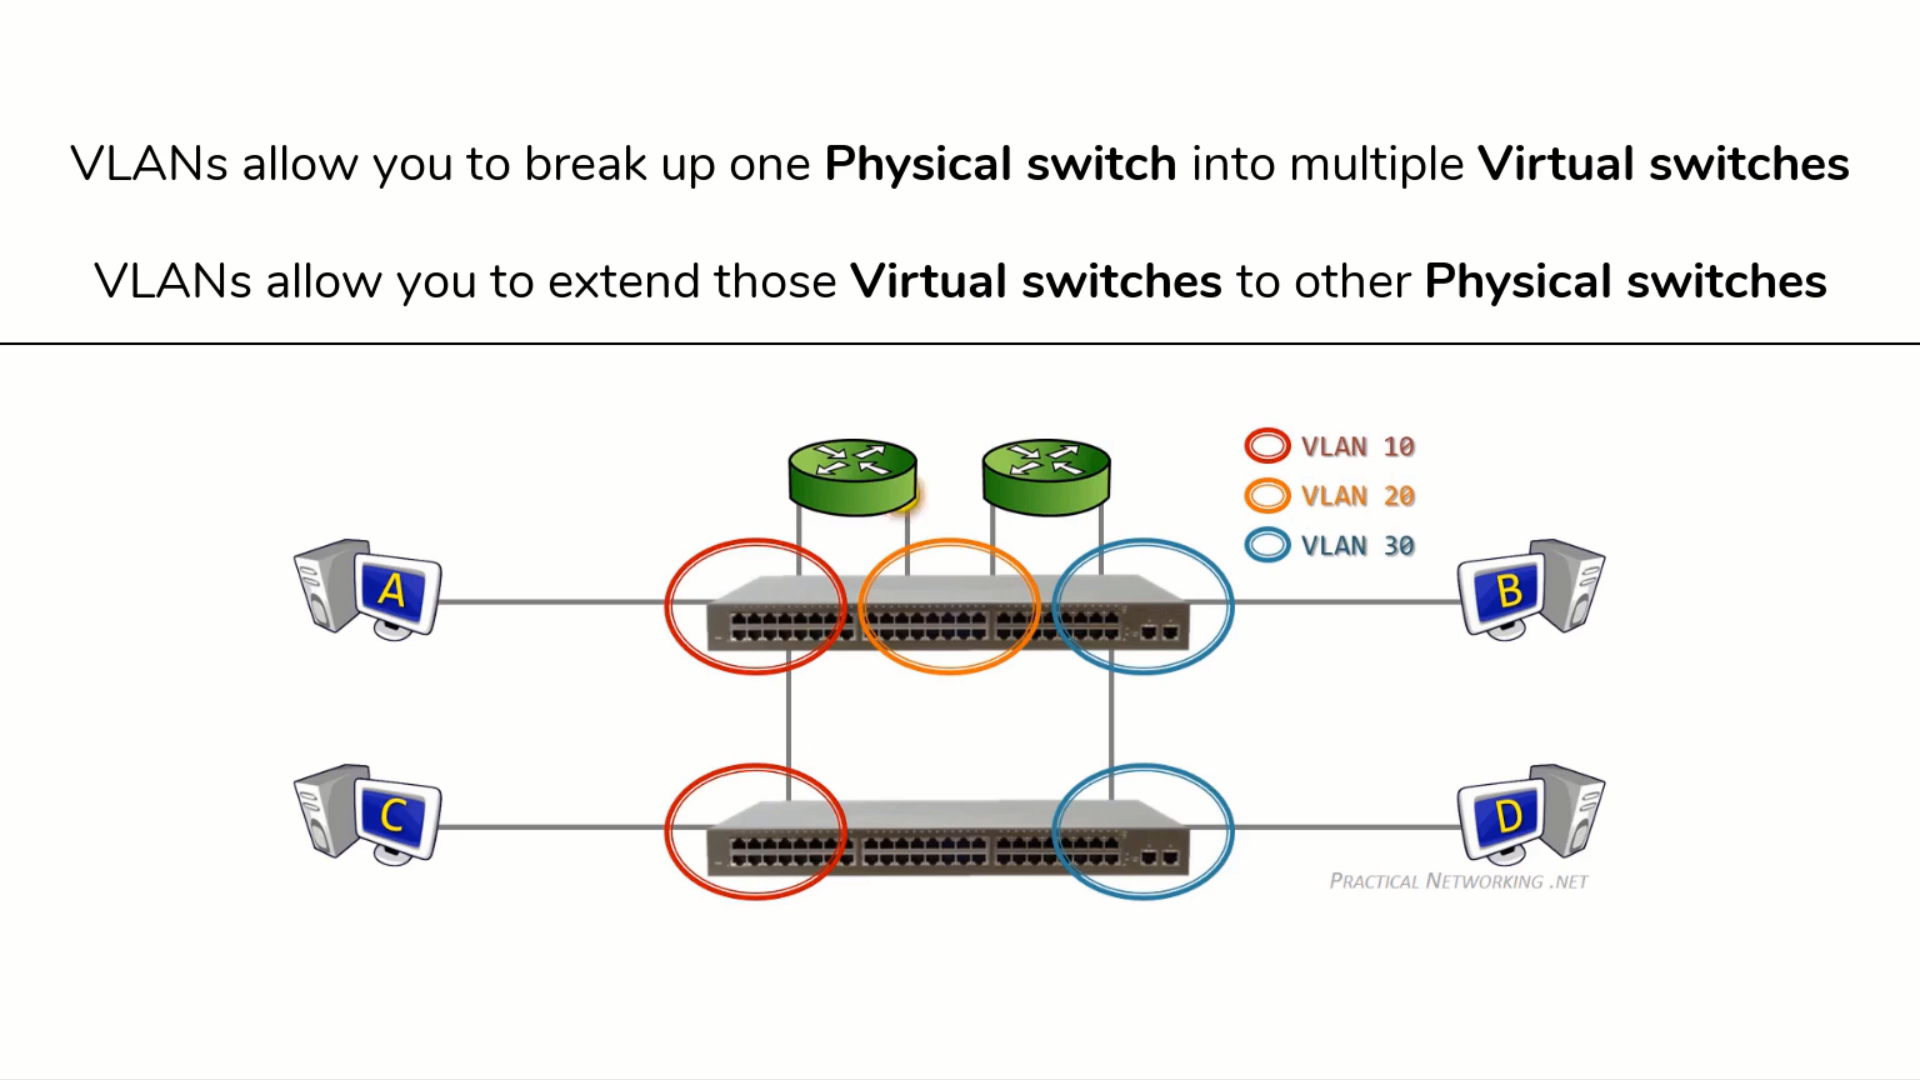 VLANs allow you to break up one Physical switch into multiple Virtual switches
VLANs allow you to extend those Virtual switches to other Physical switches
VLAN 10
VLAN 20
VLAN 30
A
B
C
D
PRACTICAL NETWORKING .NET